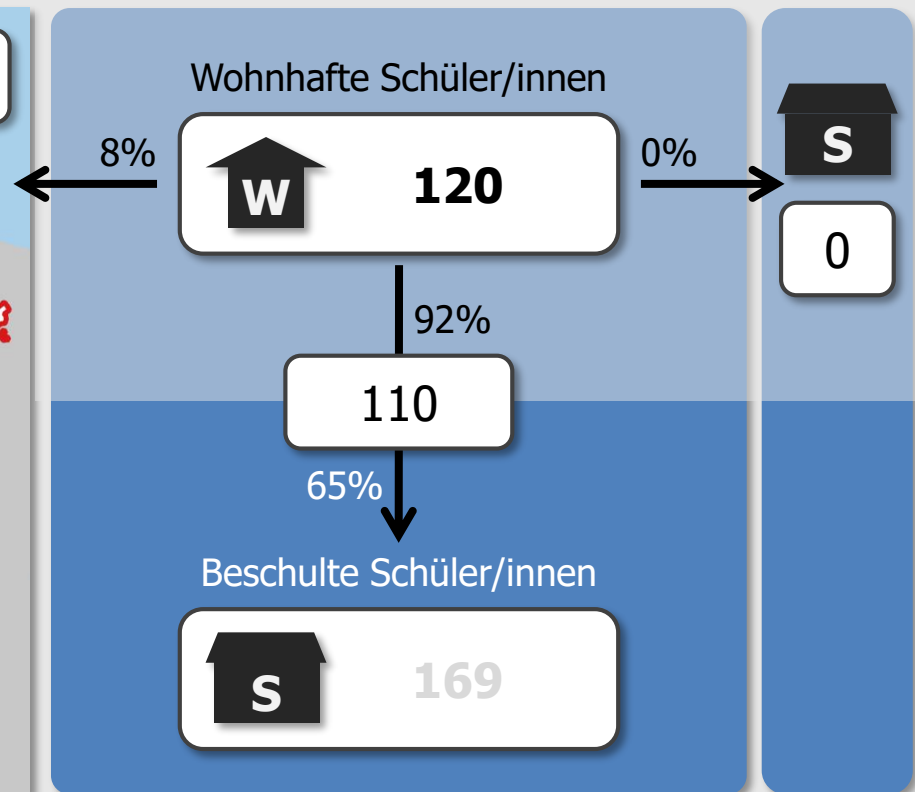 Wohnhafte Schüler/innen
8%
W
120
0%
S
0
92%
110
65%
Beschulte Schüler/innen
S
169